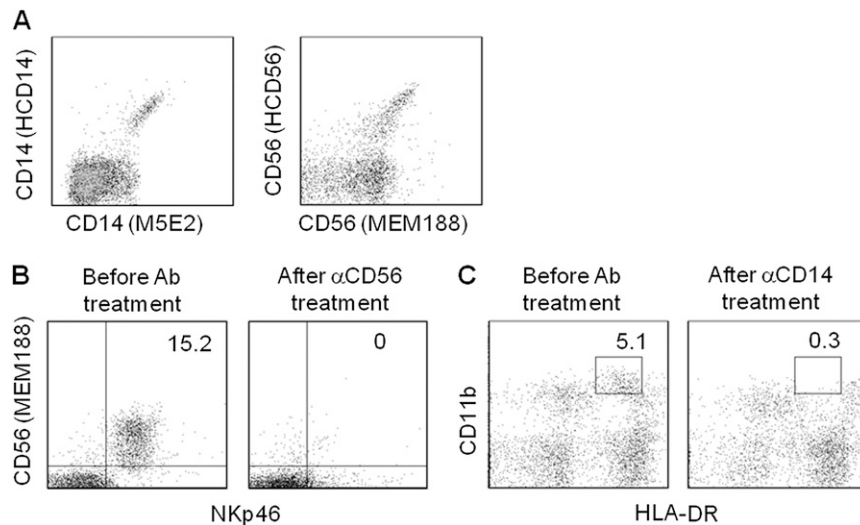 A
CD14 (HCD14)
CD14 (M5E2)
CD56 (HCD56)
CD56 (MEM188)
B
Before Ab
treatment
After αCD56
treatment
15.2
0
CD56 (MEM188)
NKp46
C
Before Ab
treatment
After αCD14
treatment
5.1
0.3
CD11b
HLA-DR